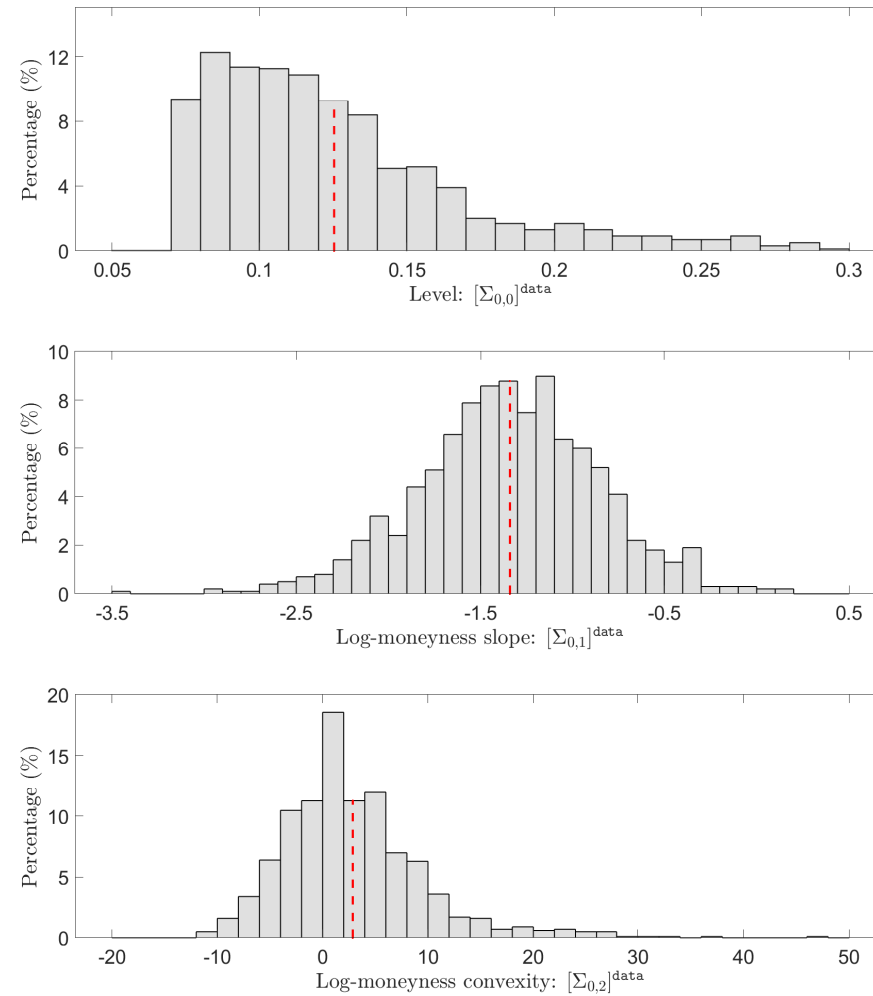 Percentage (%)
12
8
4
0
0.05 0.1 0.15 0.2 0.25 0.3
Level: [Σ0,0]data
Percentage (%)
10
8
6
4
2
0
-3.5 -2.5 -1.5 -0.5 0.5
Log-moneyness slope: [Σ0,1]data
Percentage (%)
20
15
10
5
0
-20 -10 0 10 20 30 40 50
Log-moneyness convexity: [Σ0,2]data